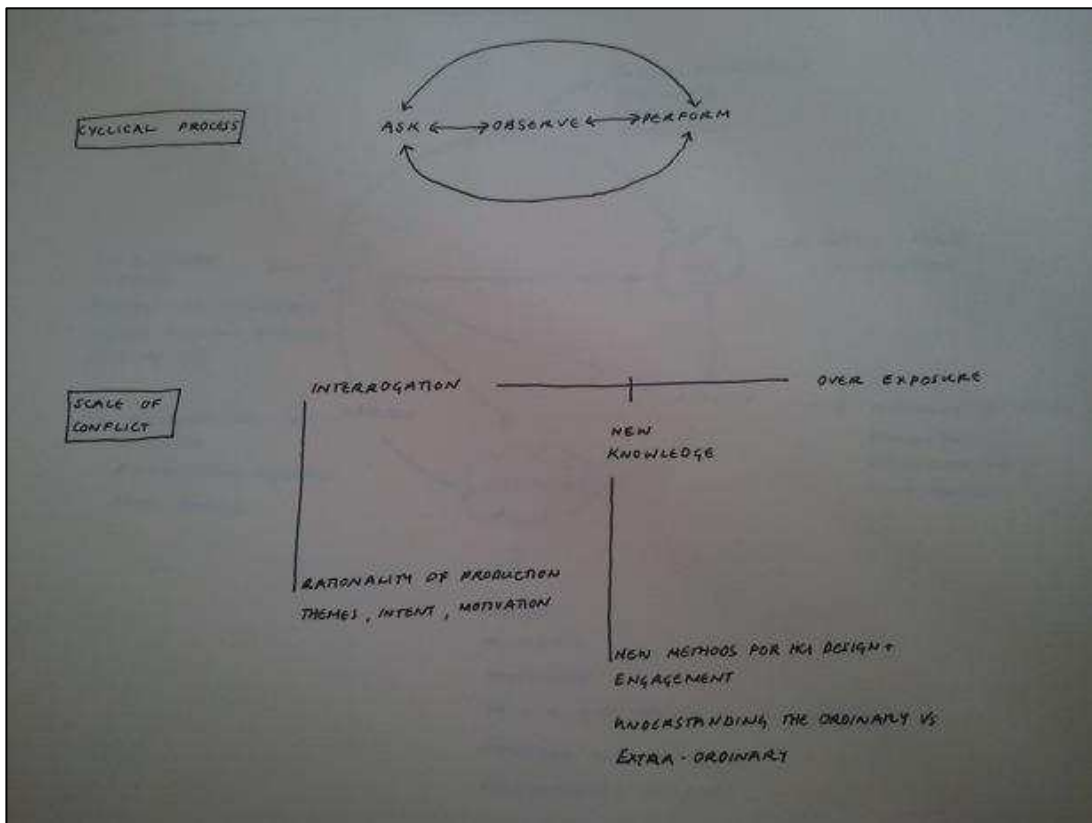 CYCLICAL PROCESS
ASK
OBSERVE
PERFORM
SCALE OF
CONFLICT
INTERROGATION
OVER EXPOSURE
NEW
KNOWLEDGE
RATIONALITY OF PRODUCTION
THEMES, INTENT, MOTIVATION
NEW METHODS FOR HCI DESIGN +
ENGAGEMENT
UNDERSTANDING THE ORDINARY VS
EXTRA-ORDINARY